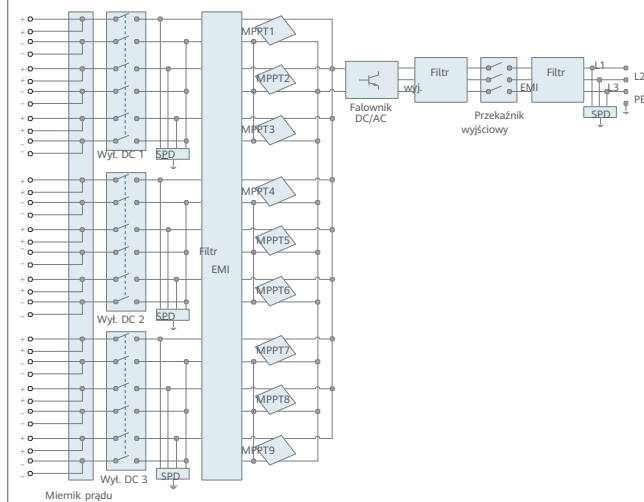 MPPT1
MPPT2
MPPT3
Wył. DC 1
SPD
MPPT4
MPPT5
MPPT6
Filtr
EMI
Wył. DC 2
SPD
MPPT7
MPPT8
MPPT9
Wył. DC 3
SPD
Miernik prądu
Falownik
DC/AC
wyj.
Filtr
Przekaźnik
wyjściowy
EMI
Filtr
L1
L2
L3
PE
SPD